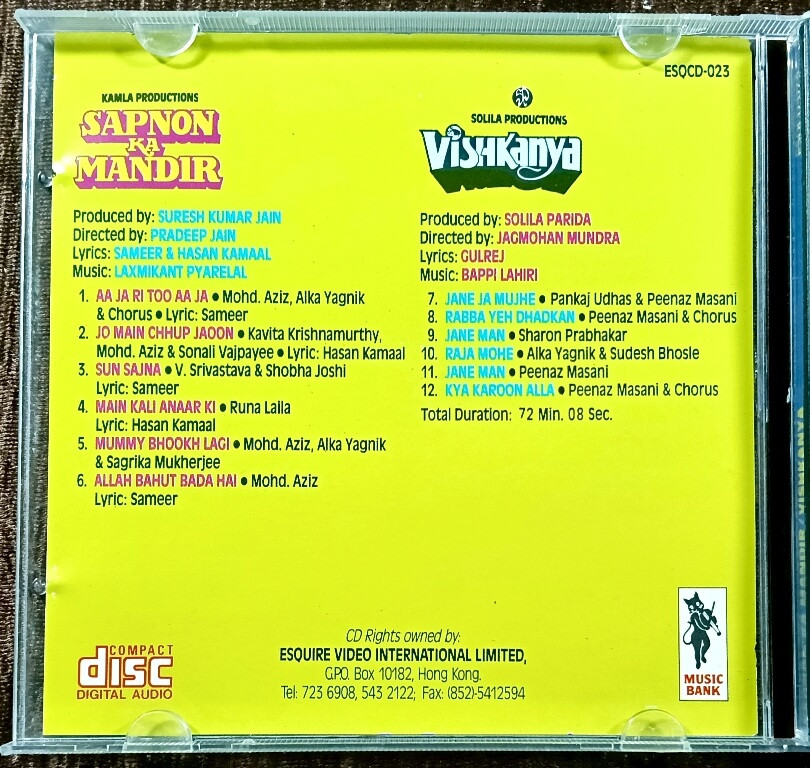 ESQCD-023
KAMLA PRODUCTIONS
SAPNON
KA
MANDIR
Produced by: SURESH KUMAR JAIN
Directed by: PRADEEP JAIN
Lyrics: SAMEER & HASAN KAMAAL
Music: LAXMIKANT PYARELAL
1. AA JA RI TOO AA JA ● Mohd. Aziz, Alka Yagnik
& Chorus ● Lyric: Sameer
2. JO MAIN CHHUP JAOON ● Kavita Krishnamurthy,
Mohd. Aziz & Sonali Vajpayee ● Lyric: Hasan Kamaal
3. SUN SAJNA ● V. Srivastava & Shobha Joshi
Lyric: Sameer
4. MAIN KALI ANAAR KI ● Runa Laila
Lyric: Hasan Kamaal
5. MUMMY BHOOKH LAGI ● Mohd. Aziz, Alka Yagnik
& Sagrika Mukherjee
6. ALLAH BAHUT BADA HAI ● Mohd. Aziz
Lyric: Sameer
SOLILA PRODUCTIONS
Vishkanya
Produced by: SOLILA PARIDA
Directed by: JAGMOHAN MUNDRA
Lyrics: GULREJ
Music: BAPPI LAHIRI
7. JANE JA MUJHE ● Pankaj Udhas & Peenaz Masani
8. RABBA YEH DHADKAN ● Peenaz Masani & Chorus
9. JANE MAN ● Sharon Prabhakar
10. RAJA MOHE ● Alka Yagnik & Sudesh Bhosle
11. JANE MAN ● Peenaz Masani
12. KYA KAROON ALLA ● Peenaz Masani & Chorus
Total Duration: 72 Min. 08 Sec.
COMPACT
disc
DIGITAL AUDIO
CD Rights owned by:
ESQUIRE VIDEO INTERNATIONAL LIMITED,
G.P.O. Box 10182, Hong Kong.
Tel: 723 6908, 543 2122; Fax: (852)-5412594
MUSIC
BANK